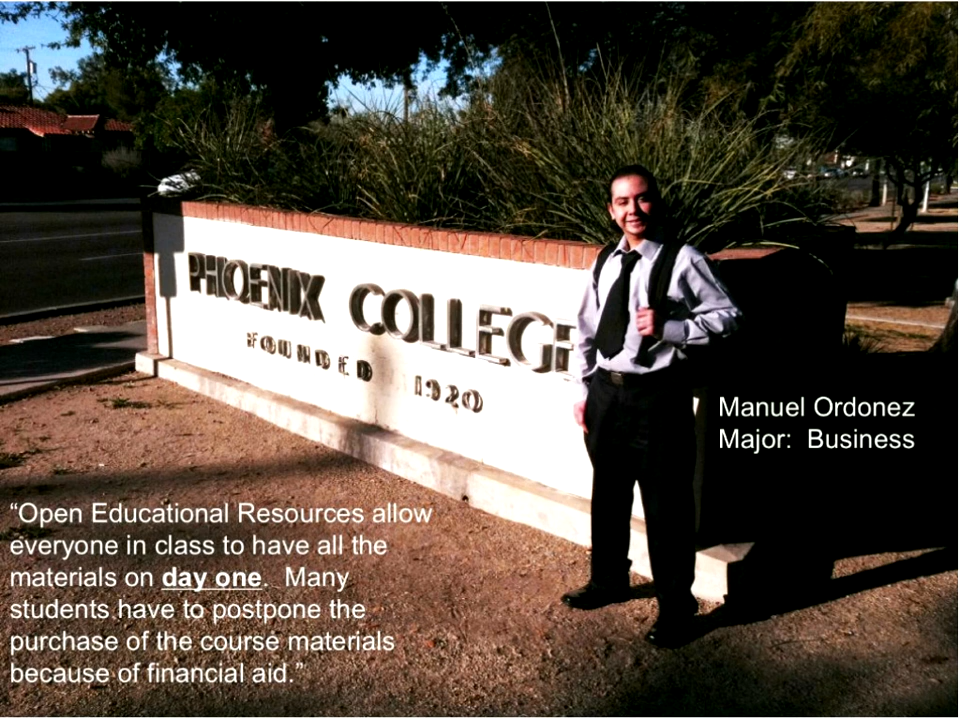 PHOENIX COLLEGE
FOUNDED 1920
Manuel Ordonez
Major: Business
“Open Educational Resources allow
everyone in class to have all the
materials on day one. Many
students have to postpone the
purchase of the course materials
because of financial aid.”